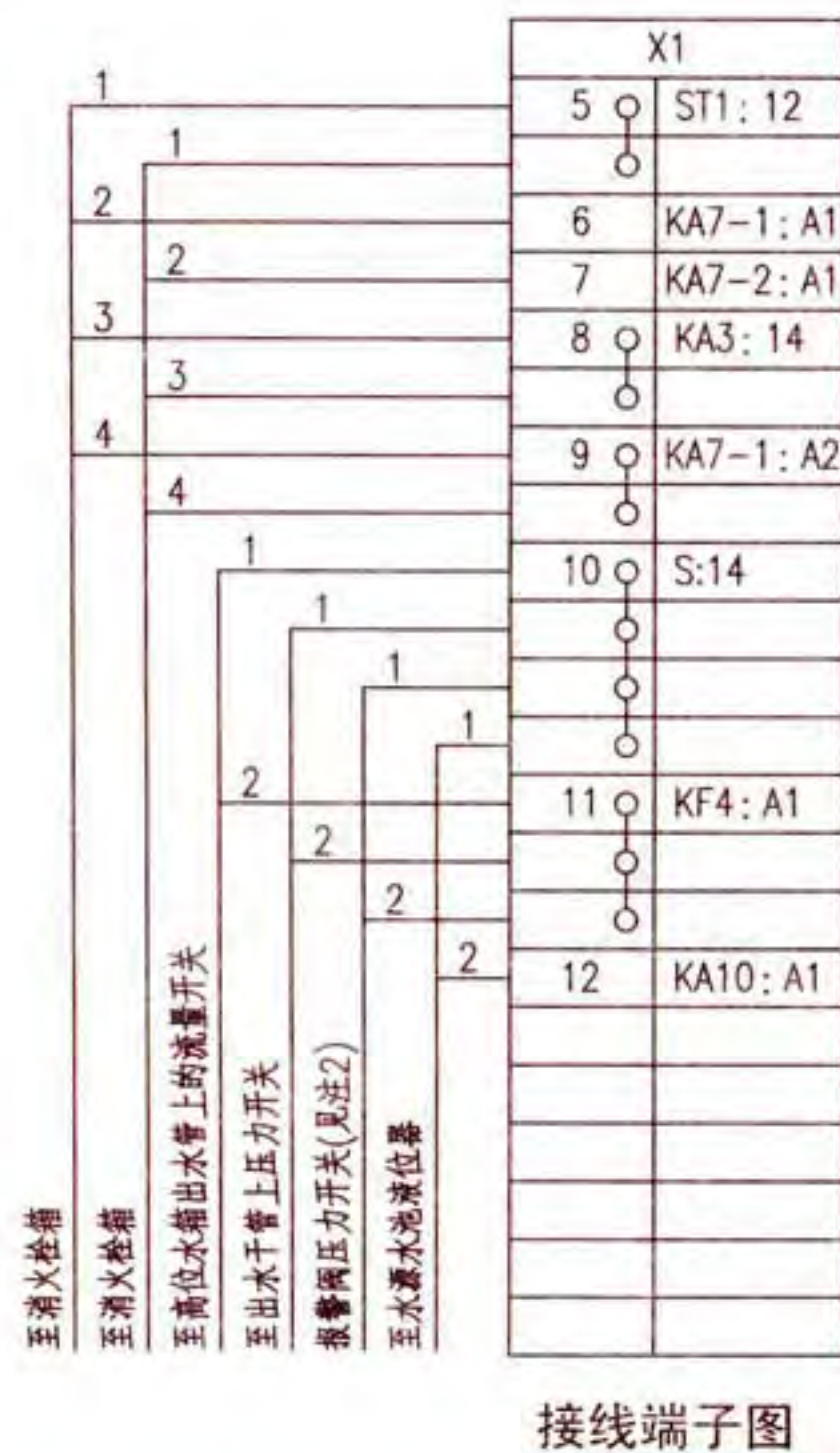 X1
1
5 ST1: 12
1
2
6 KA7-1: A1
2
7 KA7-2: A1
3
8 KA3: 14
3
4
9 KA7-1: A2
4
1
10 S:14
1
1
1
2
11 KF4: A1
2
2
2
12 KA10: A1
至消火栓箱
至消火栓箱
至高位水箱出水管上的流量开关
至出水干管上压力开关
报警阀压力开关(见注2)
至水源水池液位器
接线端子图